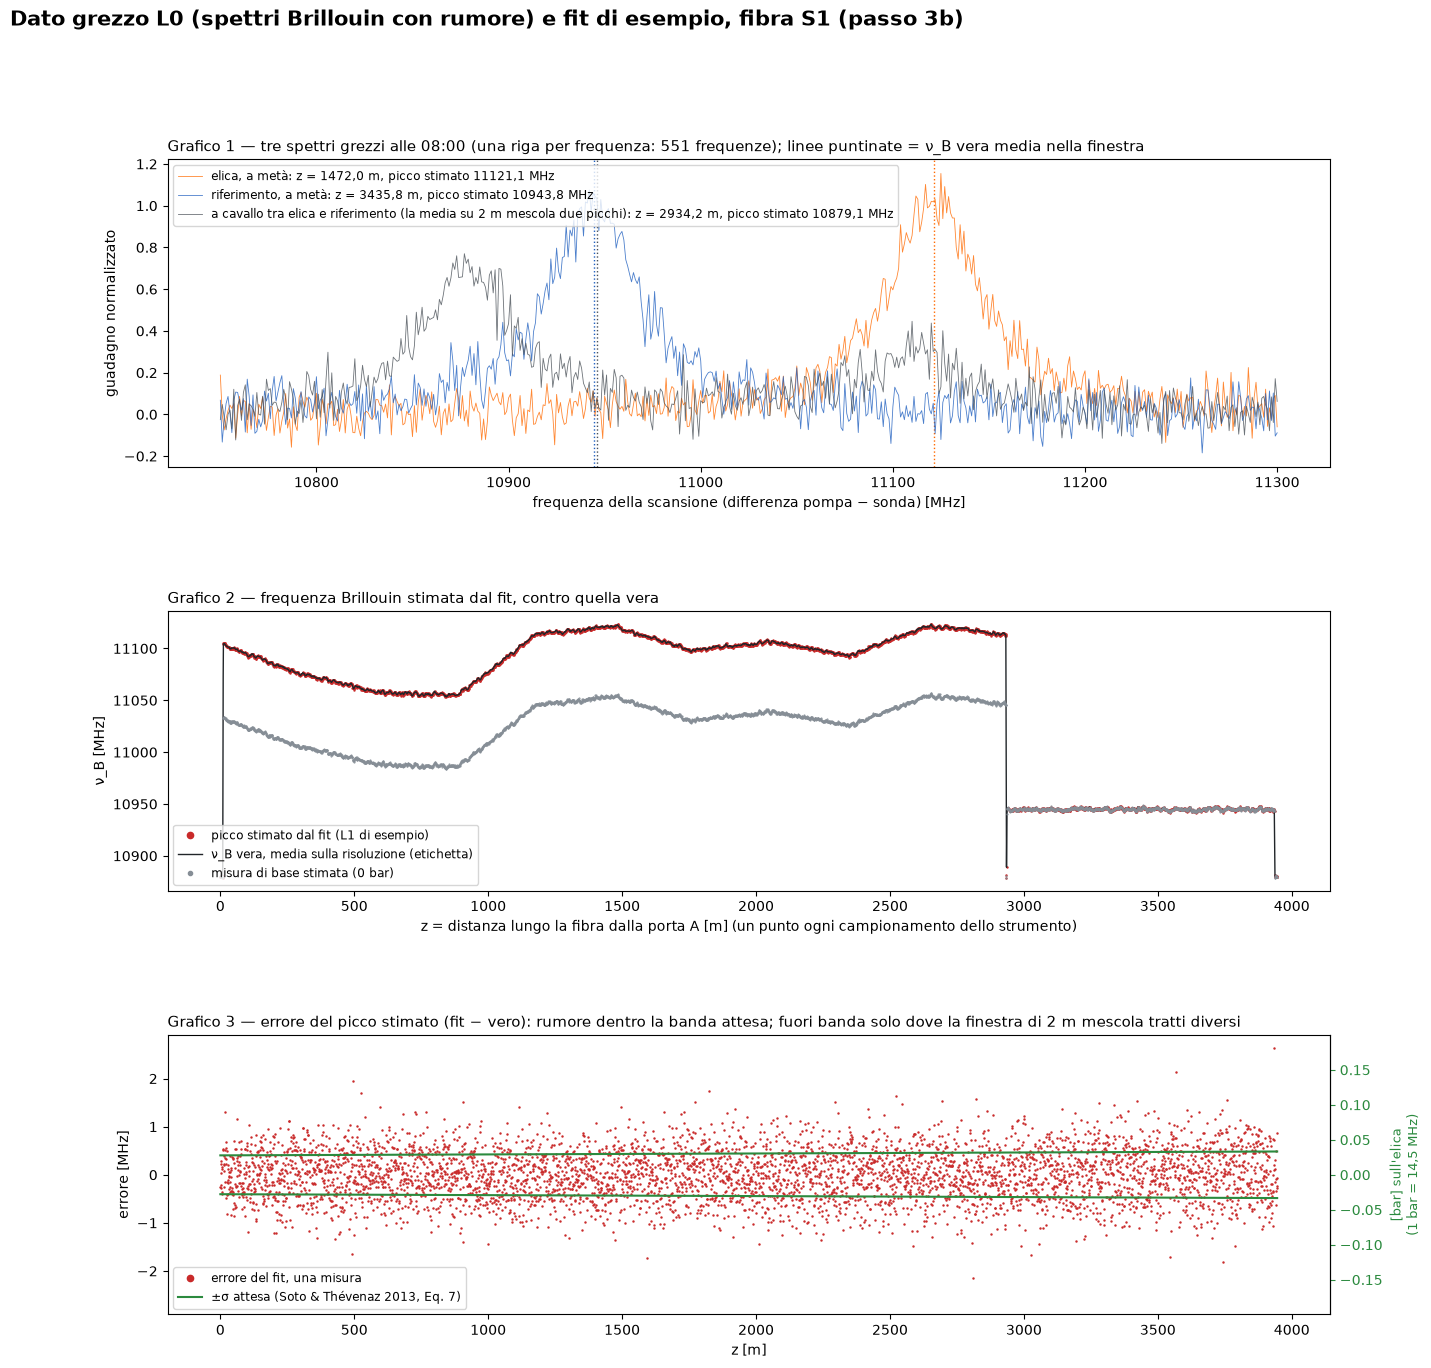 Dato grezzo L0 (spettri Brillouin con rumore) e fit di esempio, fibra S1 (passo 3b)
Grafico 1 — tre spettri grezzi alle 08:00 (una riga per frequenza: 551 frequenze); linee puntinate = ν_B vera media nella finestra
elica, a metà: z = 1472,0 m, picco stimato 11121,1 MHz
riferimento, a metà: z = 3435,8 m, picco stimato 10943,8 MHz
a cavallo tra elica e riferimento (la media su 2 m mescola due picchi): z = 2934,2 m, picco stimato 10879,1 MHz
guadagno normalizzato
1.2
1.0
0.8
0.6
0.4
0.2
0.0
−0.2
10800
10900
11000
11100
11200
11300
frequenza della scansione (differenza pompa − sonda) [MHz]
Grafico 2 — frequenza Brillouin stimata dal fit, contro quella vera
ν_B [MHz]
11100
11050
11000
10950
10900
picco stimato dal fit (L1 di esempio)
ν_B vera, media sulla risoluzione (etichetta)
misura di base stimata (0 bar)
0
500
1000
1500
2000
2500
3000
3500
4000
z = distanza lungo la fibra dalla porta A [m] (un punto ogni campionamento dello strumento)
Grafico 3 — errore del picco stimato (fit − vero): rumore dentro la banda attesa; fuori banda solo dove la finestra di 2 m mescola tratti diversi
errore [MHz]
2
1
0
−1
−2
0.15
0.10
0.05
0.00
−0.05
−0.10
−0.15
[bar] sull'elica
(1 bar = 14,5 MHz)
errore del fit, una misura
±σ attesa (Soto & Thévenaz 2013, Eq. 7)
0
500
1000
1500
2000
2500
3000
3500
4000
z [m]